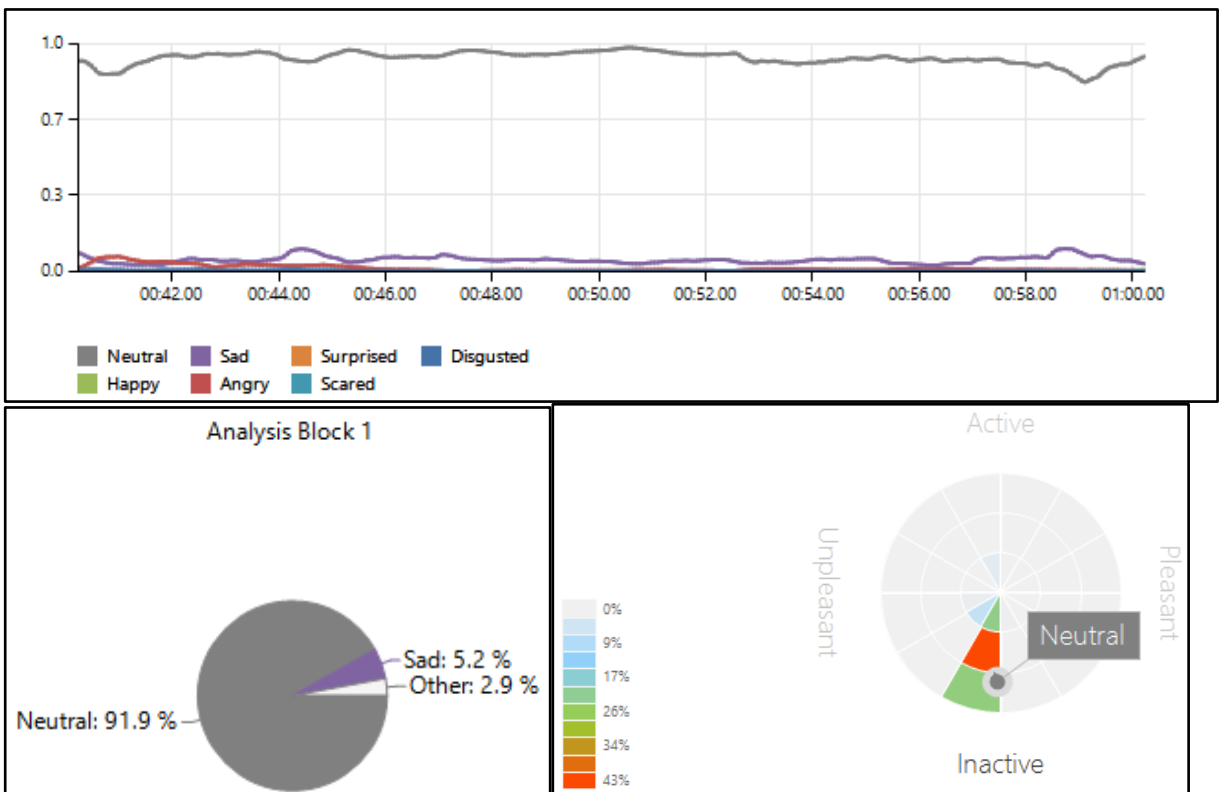 1.0
0.7
0.3
0.0
00:42.00 00:44.00 00:46.00 00:48.00 00:50.00 00:52.00 00:54.00 00:56.00 00:58.00 01:00.00
Neutral Sad Surprised Disgusted
Happy Angry Scared
Analysis Block 1
Sad: 5.2 %
Other: 2.9 %
Neutral: 91.9 %
Active
Unpleasant
Pleasant
Neutral
Inactive
0%
9%
17%
26%
34%
43%